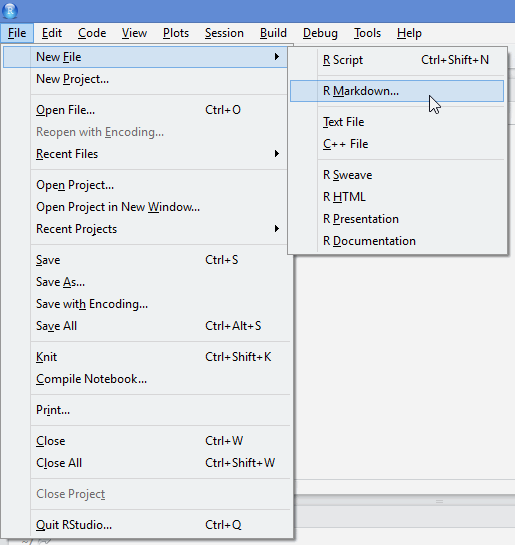 File Edit Code View Plots Session Build Debug Tools Help
New File
New Project...
Open File... Ctrl+O
Reopen with Encoding...
Recent Files
Open Project...
Open Project in New Window...
Recent Projects
Save Ctrl+S
Save As...
Save with Encoding...
Save All Ctrl+Alt+S
Knit Ctrl+Shift+K
Compile Notebook...
Print...
Close Ctrl+W
Close All Ctrl+Shift+W
Close Project
Quit RStudio... Ctrl+Q
R Script Ctrl+Shift+N
R Markdown...
Text File
C++ File
R Sweave
R HTML
R Presentation
R Documentation